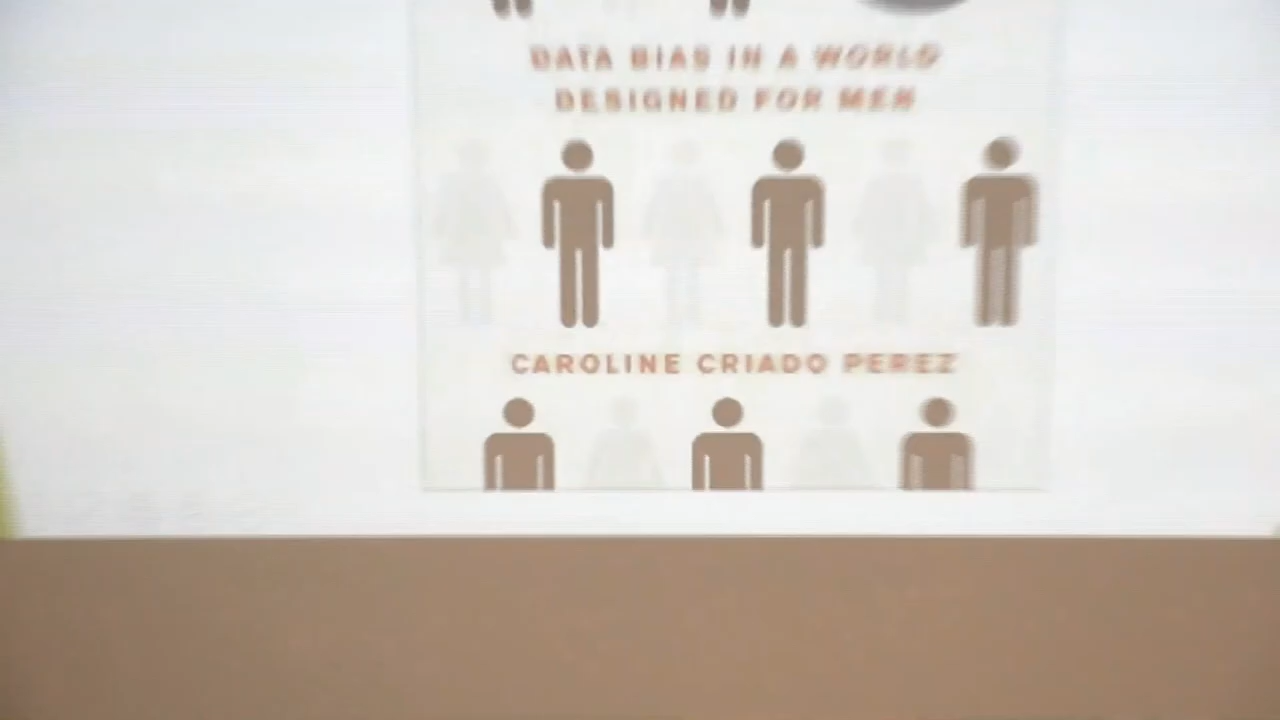 DATA BIAS IN A WORLD
DESIGNED FOR MEN
CAROLINE CRIADO PEREZ